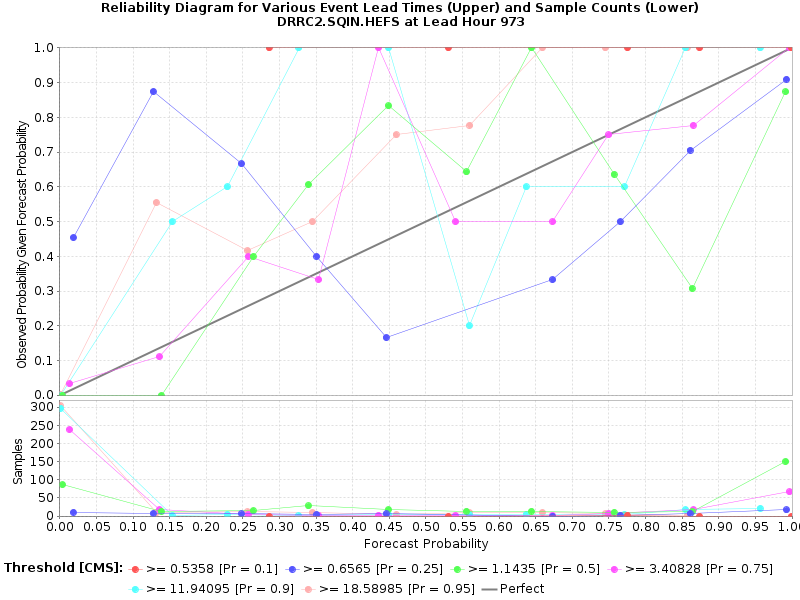 Reliability Diagram for Various Event Lead Times (Upper) and Sample Counts (Lower)
DRRC2.SQIN.HEFS at Lead Hour 973
Observed Probability Given Forecast Probability
1.0
0.9
0.8
0.7
0.6
0.5
0.4
0.3
0.2
0.1
0.0
Samples
300
250
200
150
100
50
0
0.00 0.05 0.10 0.15 0.20 0.25 0.30 0.35 0.40 0.45 0.50 0.55 0.60 0.65 0.70 0.75 0.80 0.85 0.90 0.95 1.0
Forecast Probability
Threshold [CMS]: >= 0.5358 [Pr = 0.1] >= 0.6565 [Pr = 0.25] >= 1.1435 [Pr = 0.5] >= 3.40828 [Pr = 0.75]
>= 11.94095 [Pr = 0.9] >= 18.58985 [Pr = 0.95] Perfect